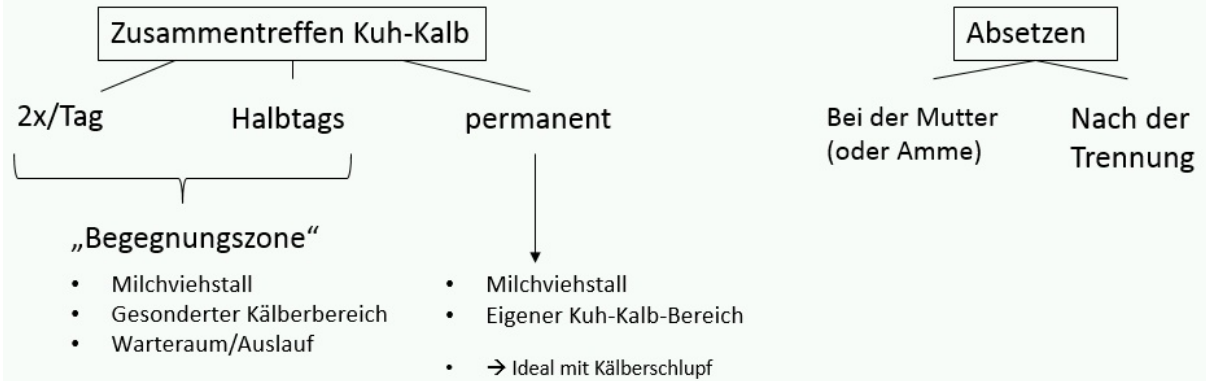 Zusammentreffen Kuh-Kalb
2x/Tag
Halbtags
permanent
„Begegnungszone“
• Milchviehstall
• Gesonderter Kälberbereich
• Warteraum/Auslauf
• Milchviehstall
• Eigener Kuh-Kalb-Bereich
• → Ideal mit Kälberschlupf
Absetzen
Bei der Mutter
(oder Amme)
Nach der
Trennung